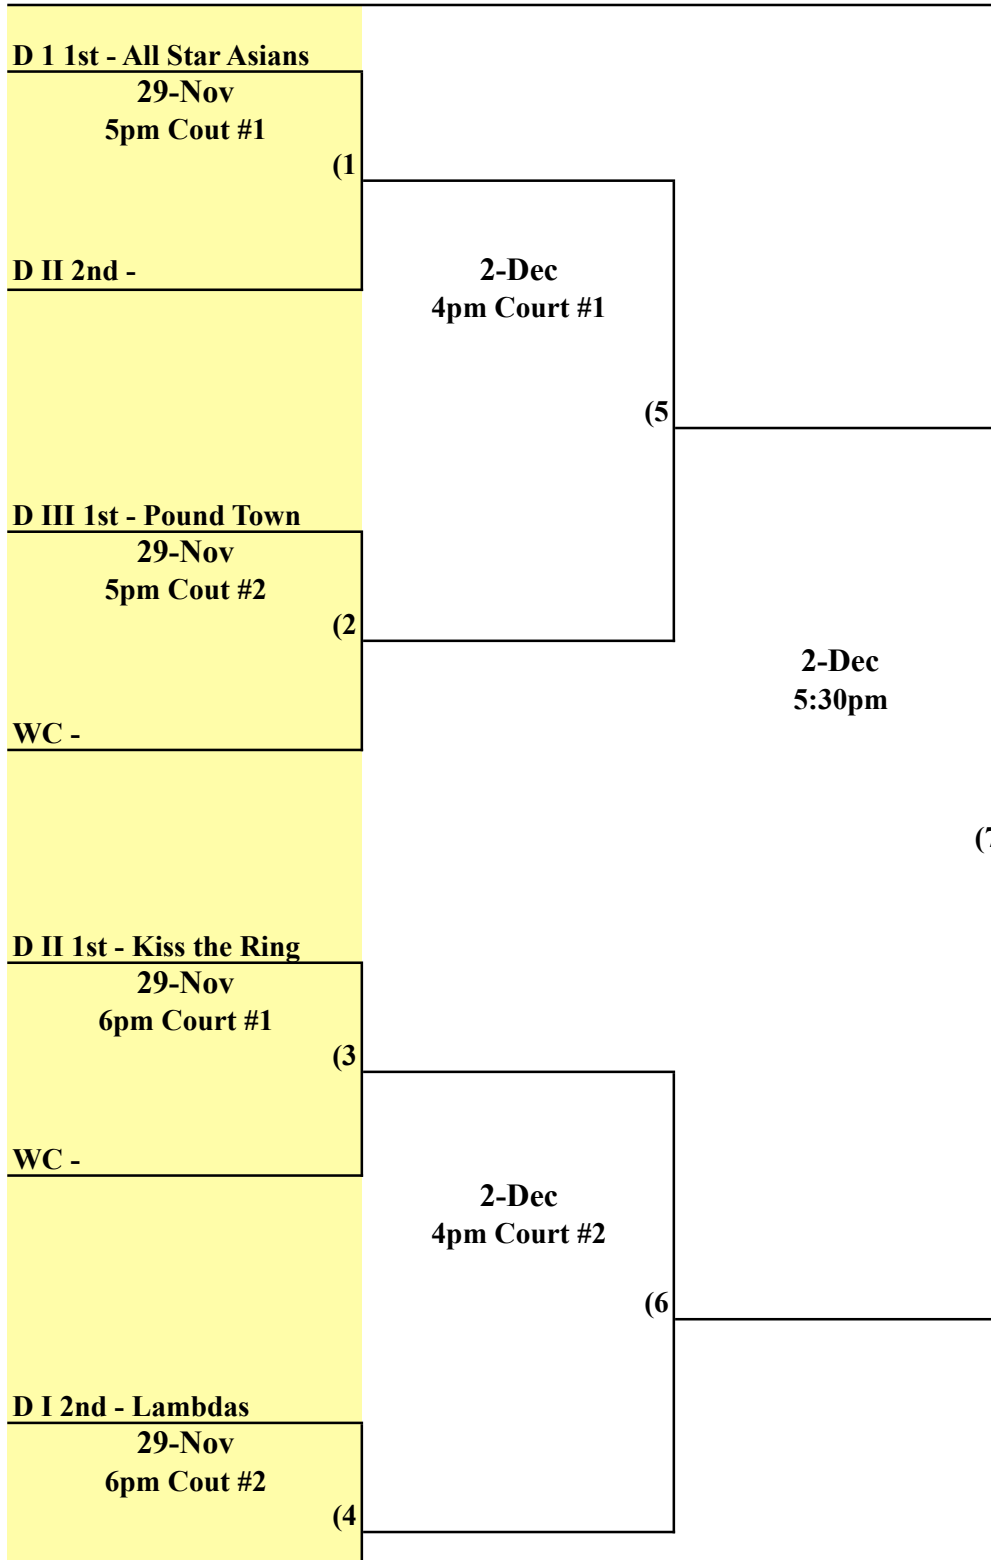 D 1 1st - All Star Asians
29-Nov
5pm Cout #1
(1
D II 2nd -
2-Dec
4pm Court #1
(5
D III 1st - Pound Town
29-Nov
5pm Cout #2
(2
WC -
2-Dec
5:30pm
(7
D II 1st - Kiss the Ring
29-Nov
6pm Court #1
(3
WC -
2-Dec
4pm Court #2
(6
D I 2nd - Lambdas
29-Nov
6pm Cout #2
(4